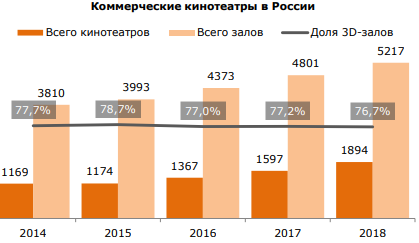 Коммерческие кинотеатры в России
Всего кинотеатров Всего залов Доля 3D-залов
5217
4801
4373
3993
3810
77,7% 78,7% 77,0% 77,2% 76,7%
1894
1597
1367
1169 1174
2014 2015 2016 2017 2018